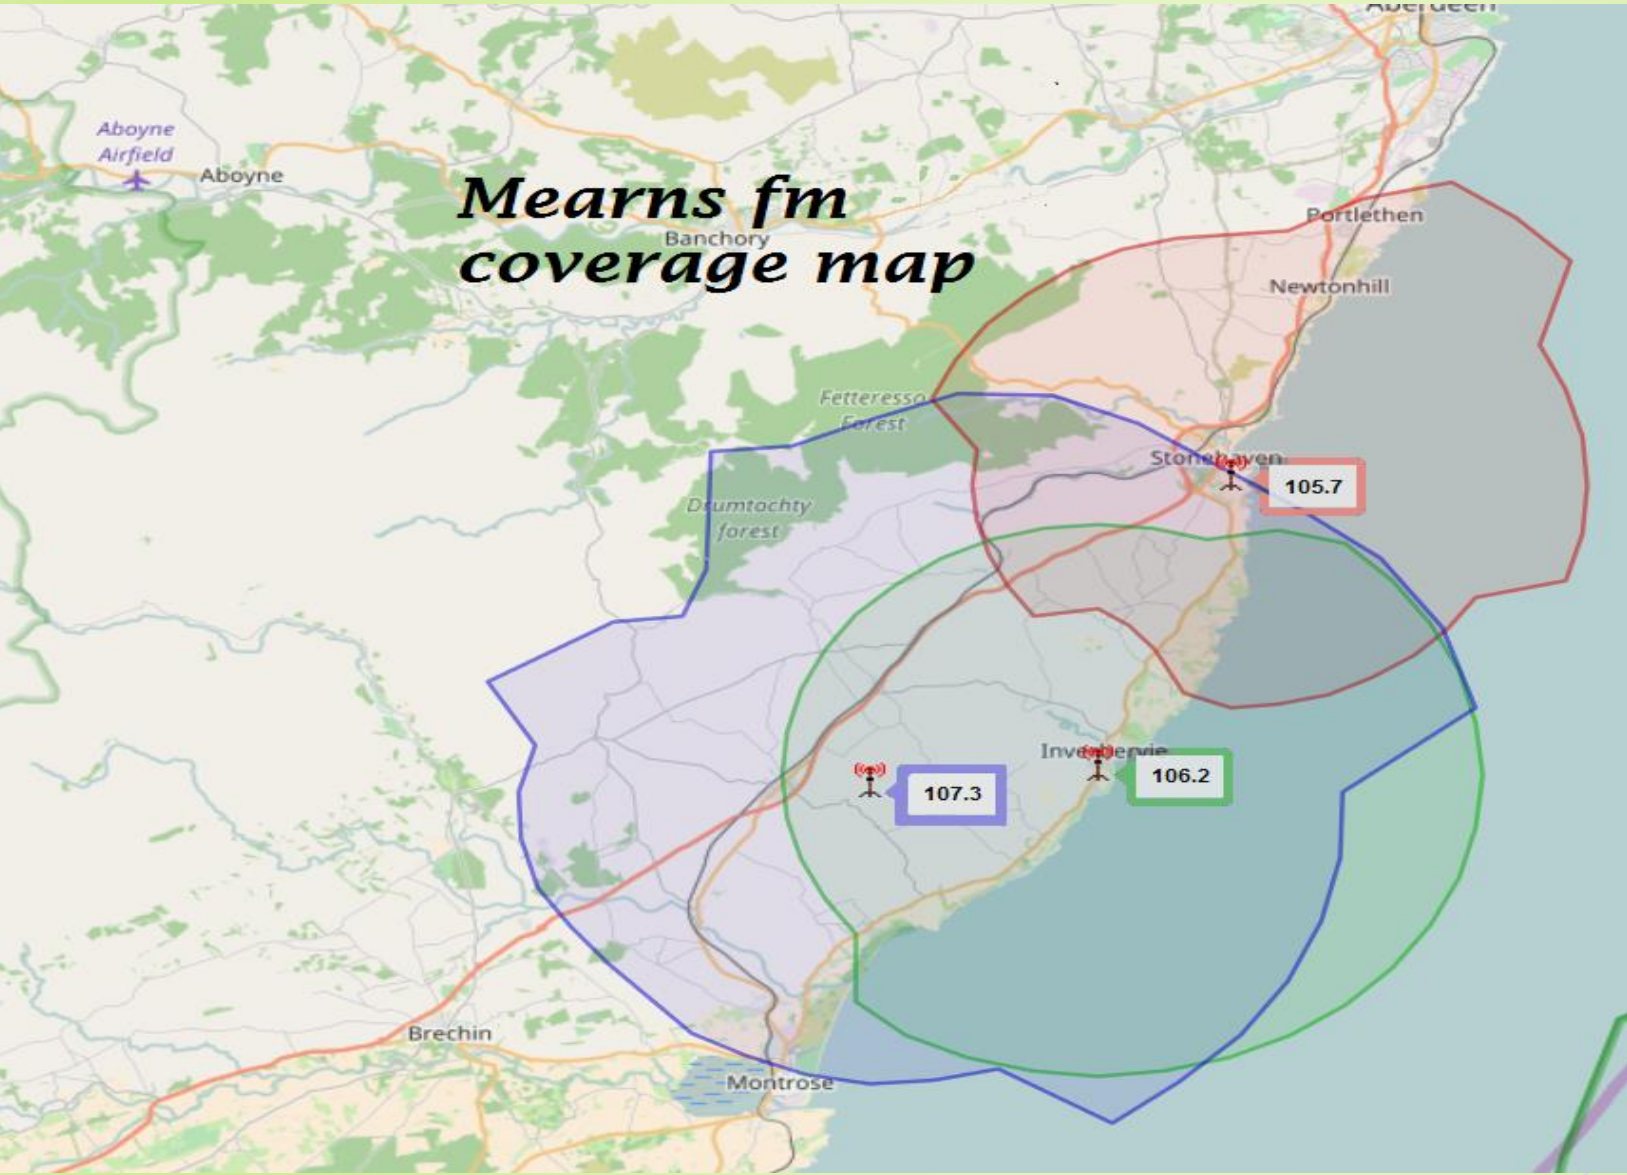 Aberdeen
Aboyne
Airfield
Aboyne
Mearns fm
coverage map
Banchory
Portlethen
Newtonhill
Fetteresso
Forest
Stonehaven
105.7
Drumtochty
forest
Inverbervie
106.2
107.3
Brechin
Montrose